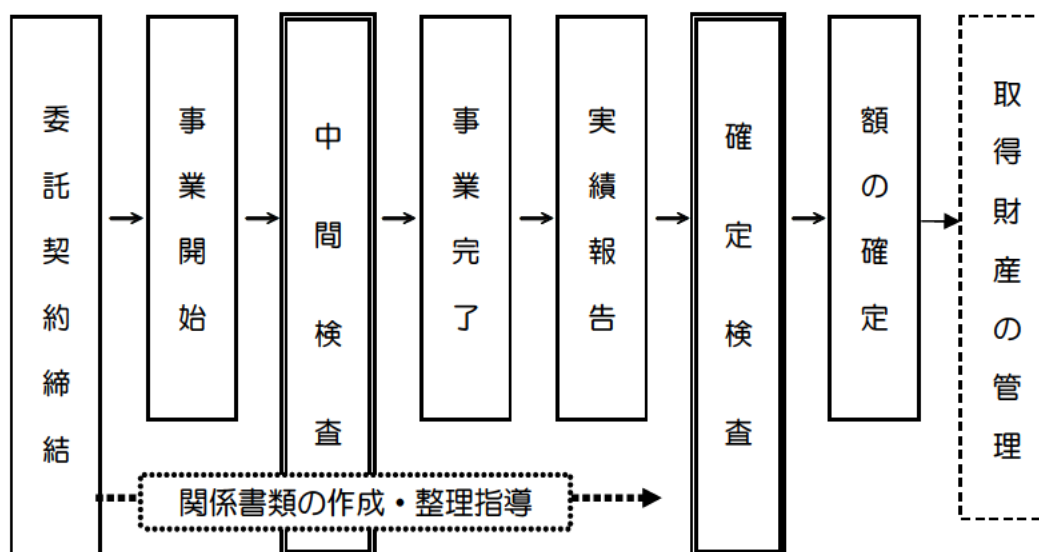 委託契約締結
事業開始
中間検査
事業完了
実績報告
確定検査
額の確定
取得財産の管理
関係書類の作成・整理指導